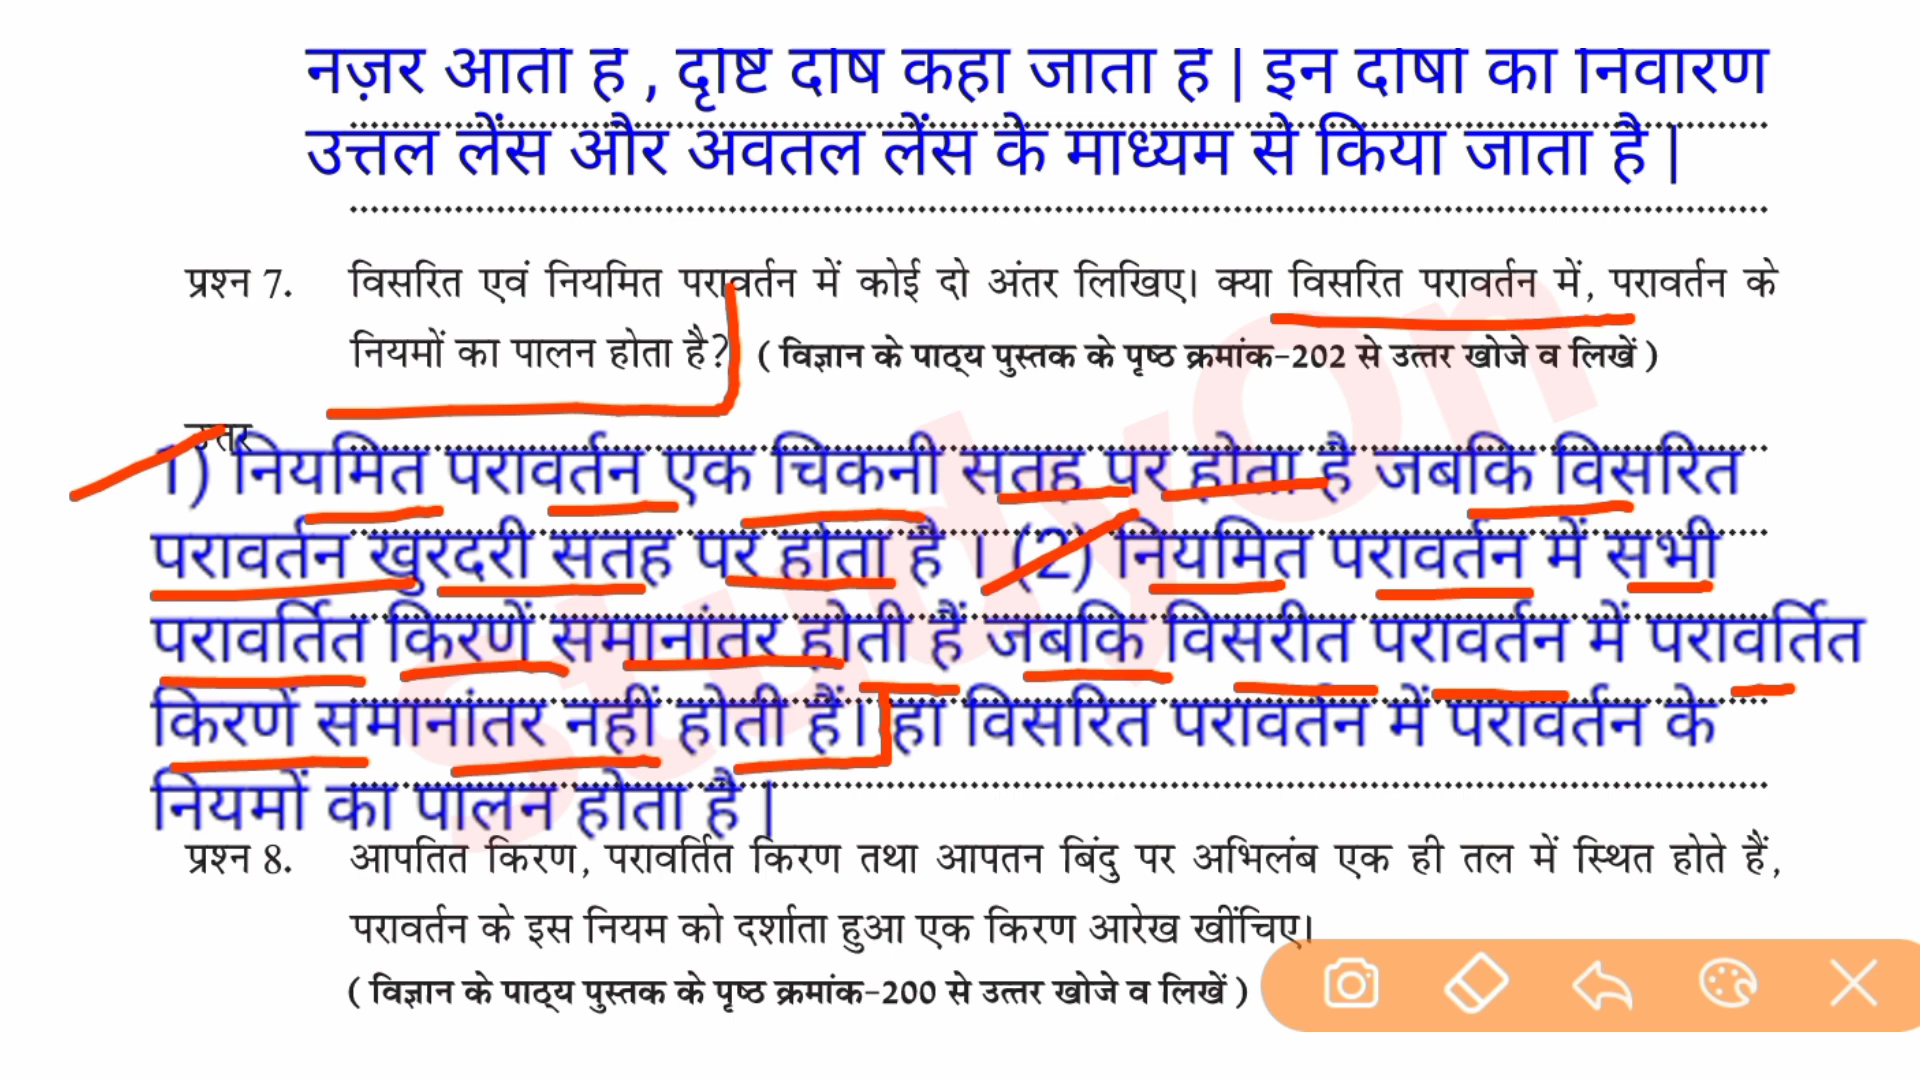 नज़र आता है , दृष्टि दोष कहा जाता है | इन दोषों का निवारण
उत्तल लेंस और अवतल लेंस के माध्यम से किया जाता है |
प्रश्न 7. विसरित एवं नियमित परावर्तन में कोई दो अंतर लिखिए। क्या विसरित परावर्तन में, परावर्तन के
नियमों का पालन होता है? ( विज्ञान के पाठ्य पुस्तक के पृष्ठ क्रमांक-202 से उत्तर खोजे व लिखें )
उत्तर
1) नियमित परावर्तन एक चिकनी सतह पर होता है जबकि विसरित
परावर्तन खुरदरी सतह पर होता है । (2) नियमित परावर्तन में सभी
परावर्तित किरणें समानांतर होती हैं जबकि विसरीत परावर्तन में परावर्तित
किरणें समानांतर नहीं होती हैं। हां विसरित परावर्तन में परावर्तन के
नियमों का पालन होता है |
प्रश्न 8. आपतित किरण, परावर्तित किरण तथा आपतन बिंदु पर अभिलंब एक ही तल में स्थित होते हैं,
परावर्तन के इस नियम को दर्शाता हुआ एक किरण आरेख खींचिए।
( विज्ञान के पाठ्य पुस्तक के पृष्ठ क्रमांक-200 से उत्तर खोजे व लिखें )
studyon